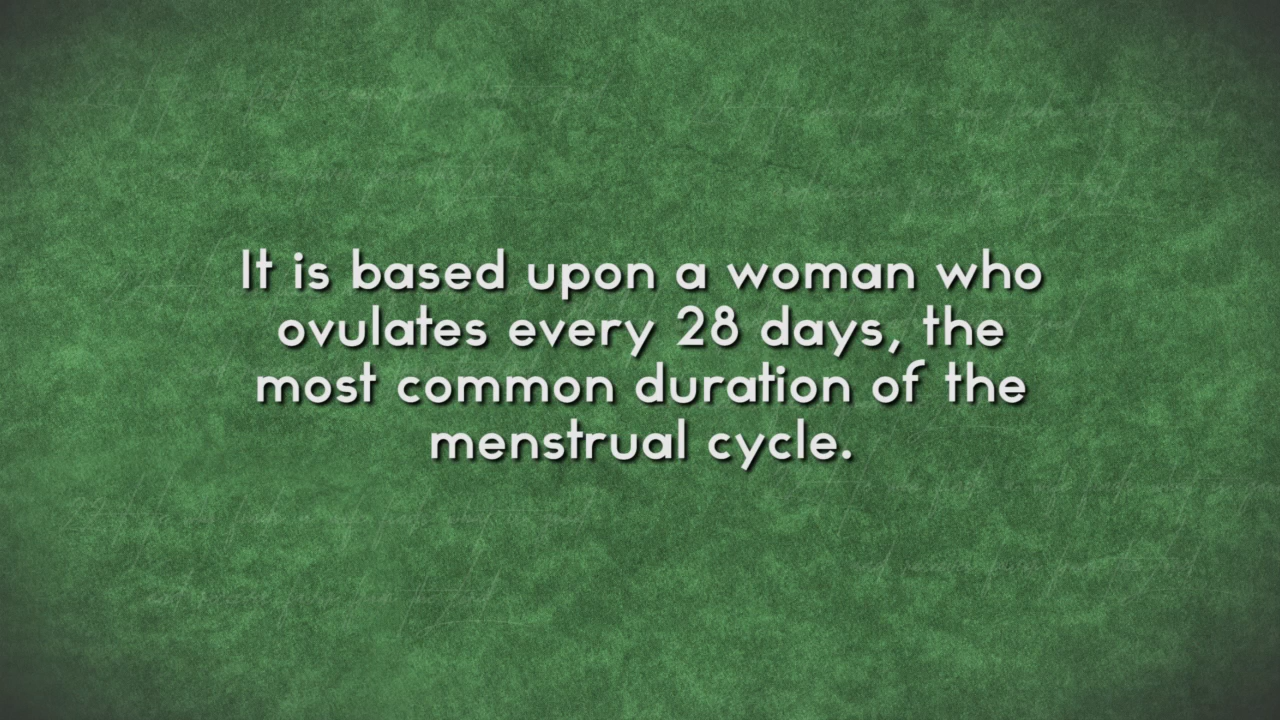 It is based upon a woman who
ovulates every 28 days, the
most common duration of the
menstrual cycle.